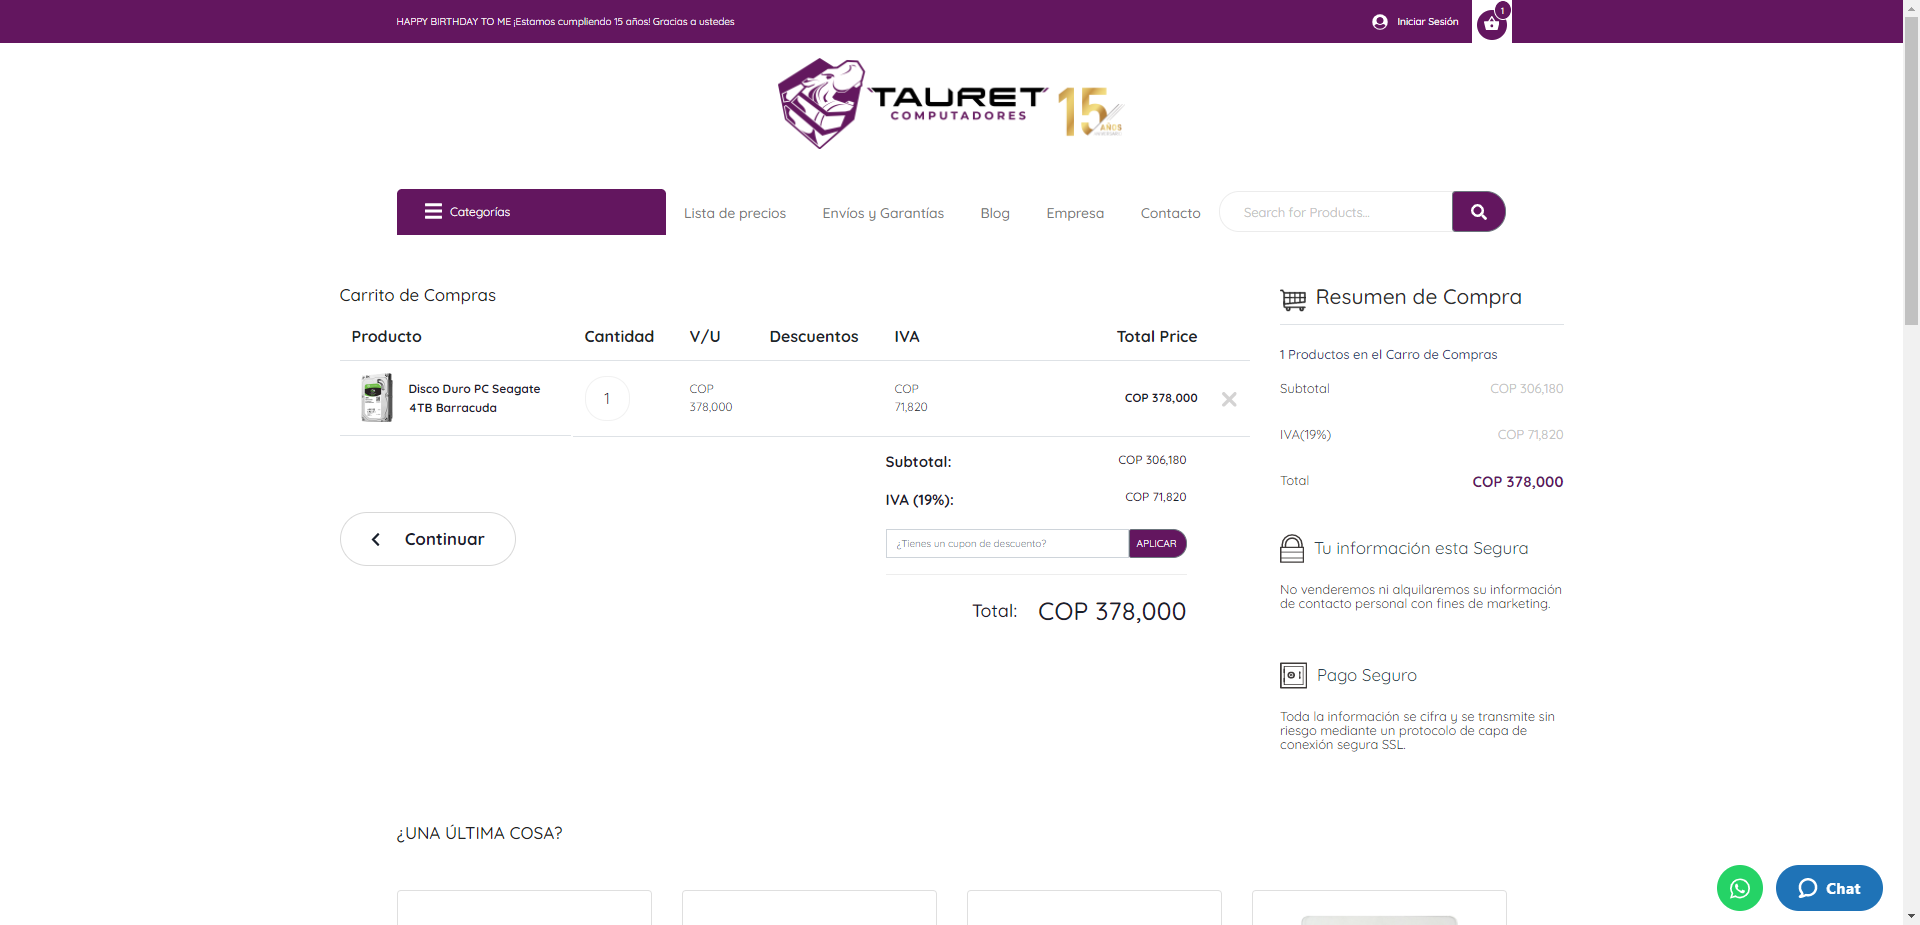 HAPPY BIRTHDAY TO ME ¡Estamos cumpliendo 15 años! Gracias a ustedes
Iniciar Sesión
1
TAURET
COMPUTADORES
15
AÑOS
Categorías
Lista de precios
Envíos y Garantías
Blog
Empresa
Contacto
Search for Products...
Carrito de Compras
Producto Cantidad V/U Descuentos IVA Total Price
Disco Duro PC Seagate
4TB Barracuda
1
COP
378,000
COP
71,820
COP 378,000
Subtotal: COP 306,180
IVA (19%): COP 71,820
¿Tienes un cupon de descuento? APLICAR
Total: COP 378,000
Continuar
Resumen de Compra
1 Productos en el Carro de Compras
Subtotal COP 306,180
IVA(19%) COP 71,820
Total COP 378,000
Tu información esta Segura
No venderemos ni alquilaremos su información
de contacto personal con fines de marketing.
Pago Seguro
Toda la información se cifra y se transmite sin
riesgo mediante un protocolo de capa de
conexión segura SSL.
¿UNA ÚLTIMA COSA?
Chat